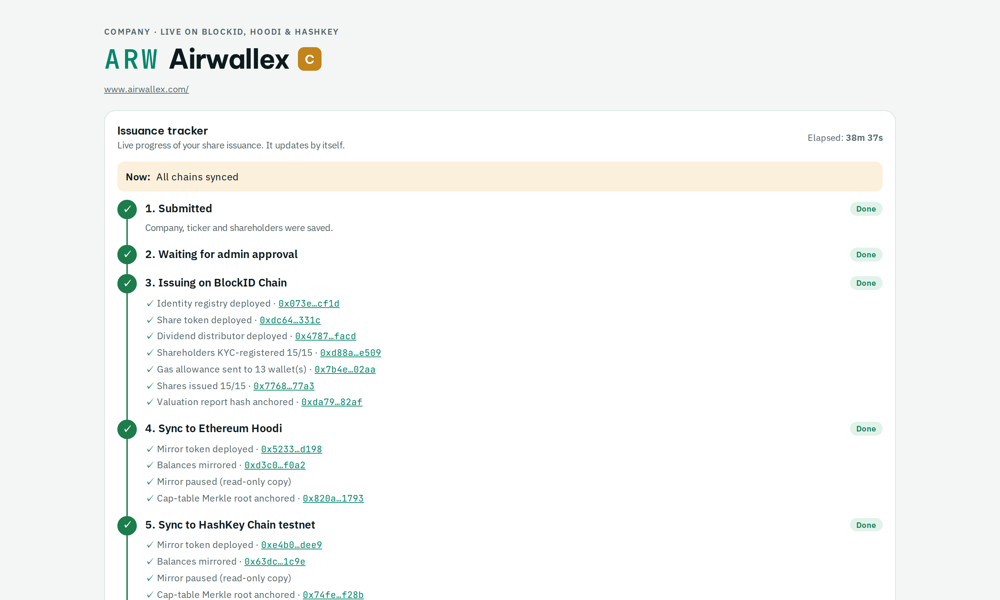 COMPANY · LIVE ON BLOCKID, HOODI & HASHKEY
ARW Airwallex C
www.airwallex.com/
Issuance tracker
Live progress of your share issuance. It updates by itself.
Elapsed: 38m 37s
Now: All chains synced
✓ 1. Submitted Done
Company, ticker and shareholders were saved.
✓ 2. Waiting for admin approval Done
✓ 3. Issuing on BlockID Chain Done
✓ Identity registry deployed · 0x073e…cf1d
✓ Share token deployed · 0xdc64…331c
✓ Dividend distributor deployed · 0x4787…facd
✓ Shareholders KYC-registered 15/15 · 0xd88a…e509
✓ Gas allowance sent to 13 wallet(s) · 0x7b4e…02aa
✓ Shares issued 15/15 · 0x7768…77a3
✓ Valuation report hash anchored · 0xda79…82af
✓ 4. Sync to Ethereum Hoodi Done
✓ Mirror token deployed · 0x5233…d198
✓ Balances mirrored · 0xd3c0…f0a2
✓ Mirror paused (read-only copy)
✓ Cap-table Merkle root anchored · 0x820a…1793
✓ 5. Sync to HashKey Chain testnet Done
✓ Mirror token deployed · 0xe4b0…dee9
✓ Balances mirrored · 0x63dc…1c9e
✓ Mirror paused (read-only copy)
✓ Cap-table Merkle root anchored · 0x74fe…f28b